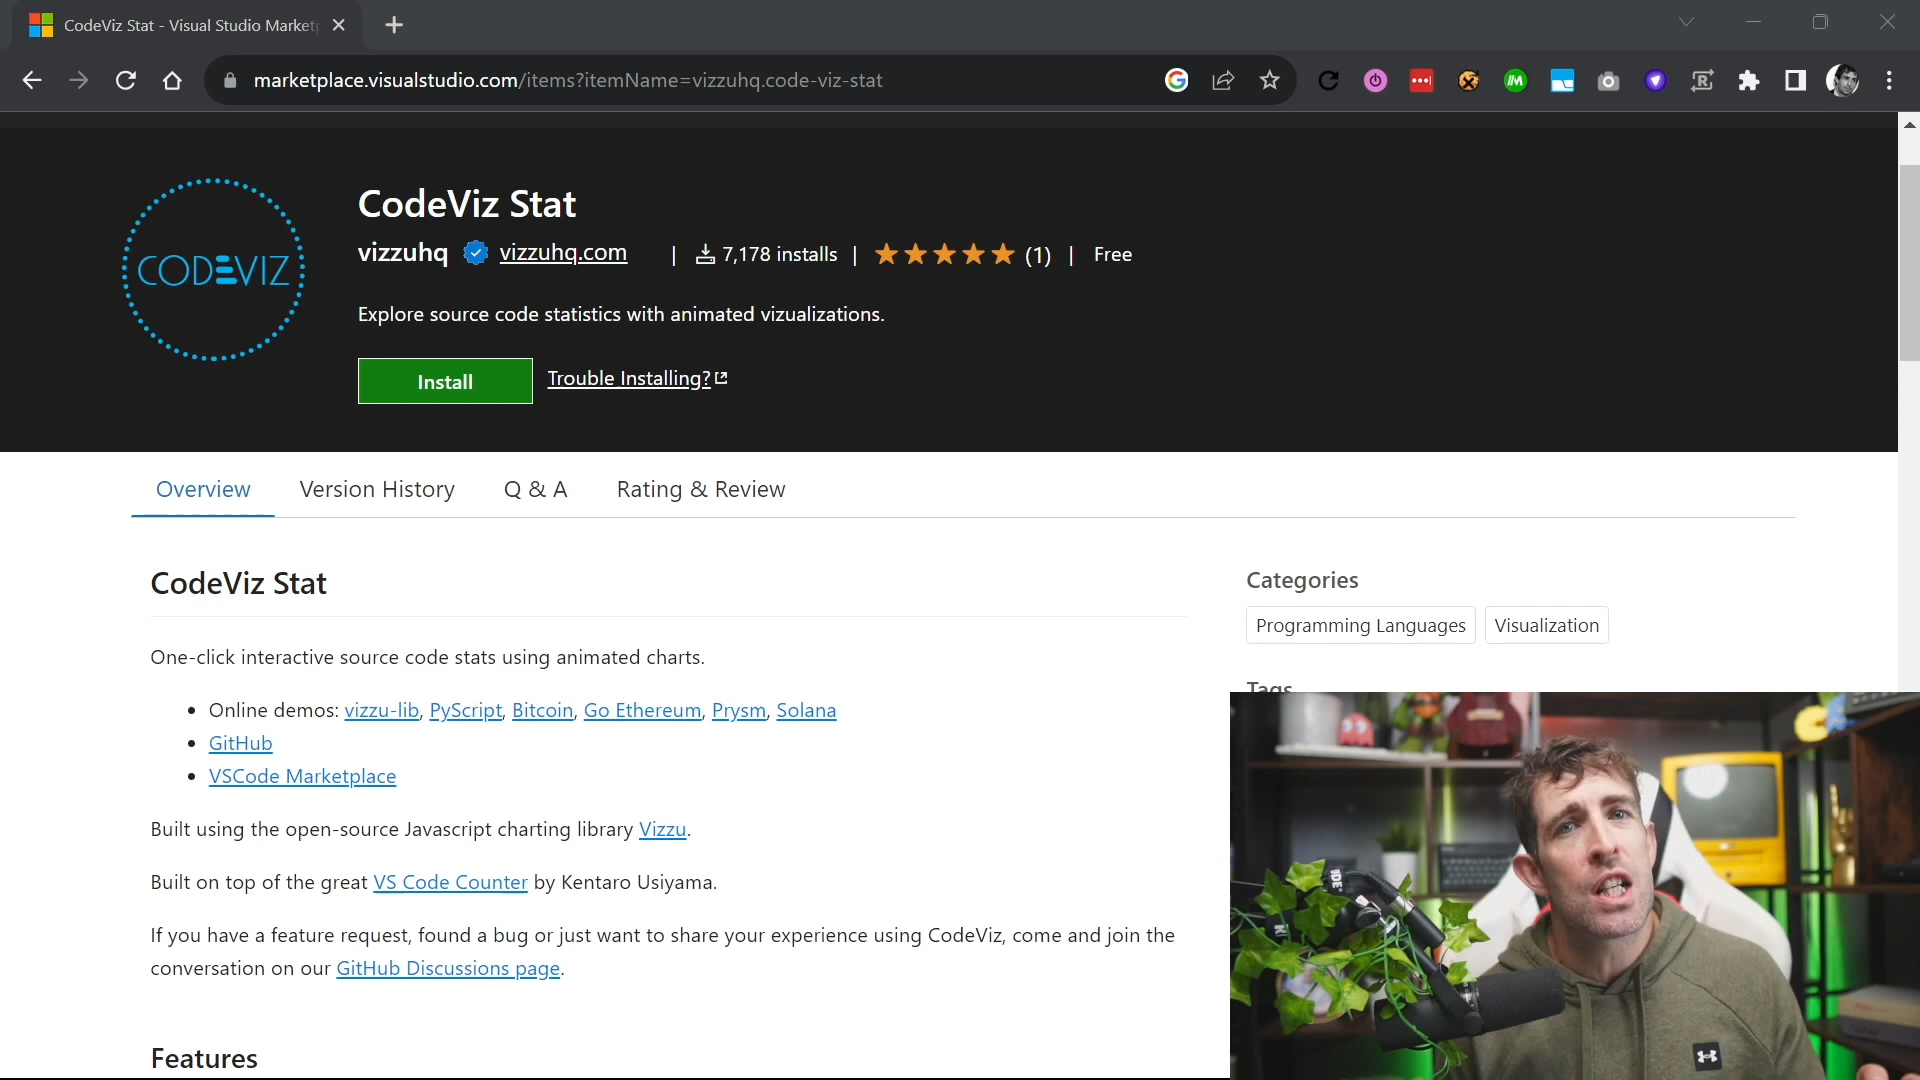 CodeViz Stat - Visual Studio Market
marketplace.visualstudio.com/items?itemName=vizzuhq.code-viz-stat
CODEVIZ
CodeViz Stat
vizzuhq vizzuhq.com | 7,178 installs | (1) | Free
Explore source code statistics with animated vizualizations.
Install Trouble Installing?
Overview Version History Q & A Rating & Review
CodeViz Stat
One-click interactive source code stats using animated charts.
• Online demos: vizzu-lib, PyScript, Bitcoin, Go Ethereum, Prysm, Solana
• GitHub
• VSCode Marketplace
Built using the open-source Javascript charting library Vizzu.
Built on top of the great VS Code Counter by Kentaro Usiyama.
If you have a feature request, found a bug or just want to share your experience using CodeViz, come and join the
conversation on our GitHub Discussions page.
Features
Categories
Programming Languages Visualization
Tags